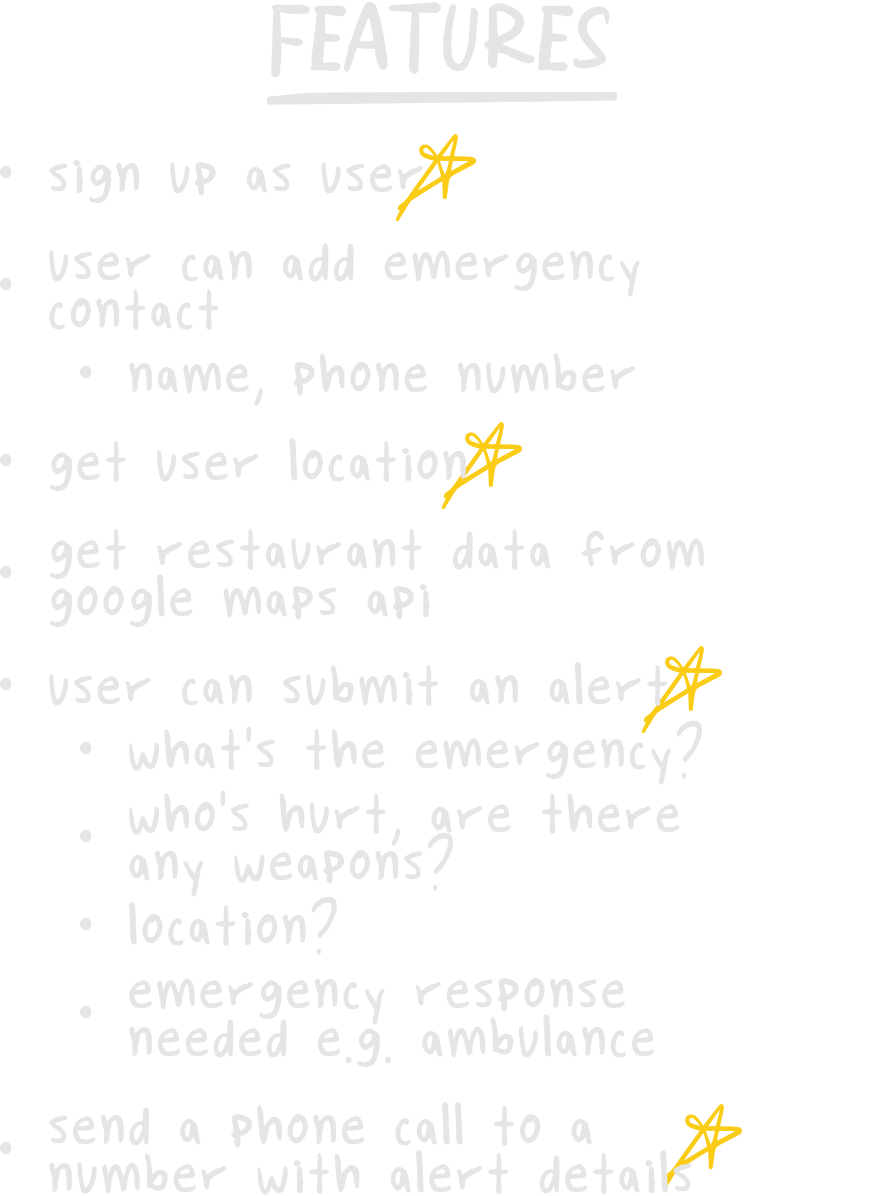 FEATURES
• sign up as user
• user can add emergency
contact
• name, phone number
• get user location
• get restaurant data from
google maps api
• user can submit an alert
• what's the emergency?
• who's hurt, are there
any weapons?
• location?
• emergency response
needed e.g. ambulance
• send a phone call to a
number with alert details